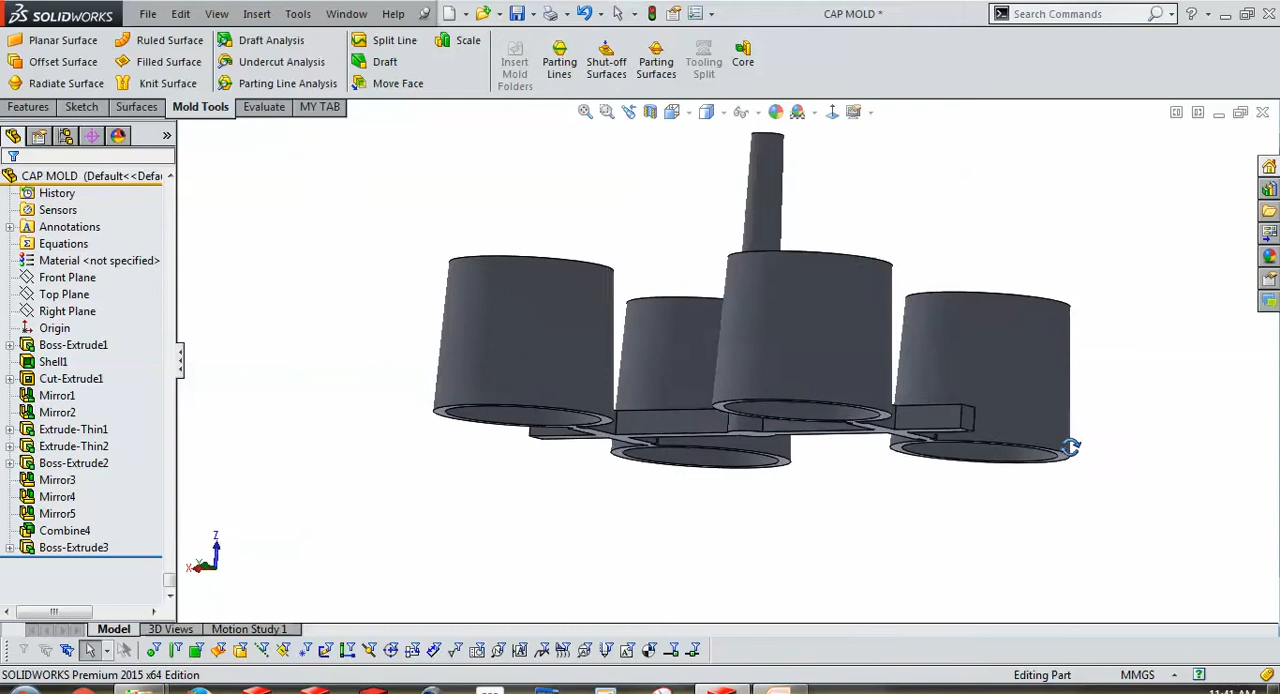 SOLIDWORKS File Edit View Insert Tools Window Help CAP MOLD * Search Commands
Planar Surface Ruled Surface Draft Analysis Split Line Scale
Offset Surface Filled Surface Undercut Analysis Draft
Radiate Surface Knit Surface Parting Line Analysis Move Face
Insert Mold Folders
Parting Lines
Shut-off Surfaces
Parting Surfaces
Tooling Split
Core
Features Sketch Surfaces Mold Tools Evaluate MY TAB
CAP MOLD (Default<<Defau
History
Sensors
Annotations
Equations
Material <not specified>
Front Plane
Top Plane
Right Plane
Origin
Boss-Extrude1
Shell1
Cut-Extrude1
Mirror1
Mirror2
Extrude-Thin1
Extrude-Thin2
Boss-Extrude2
Mirror3
Mirror4
Mirror5
Combine4
Boss-Extrude3
Z
X
Model 3D Views Motion Study 1
SOLIDWORKS Premium 2015 x64 Edition Editing Part MMGS
11:41 AM